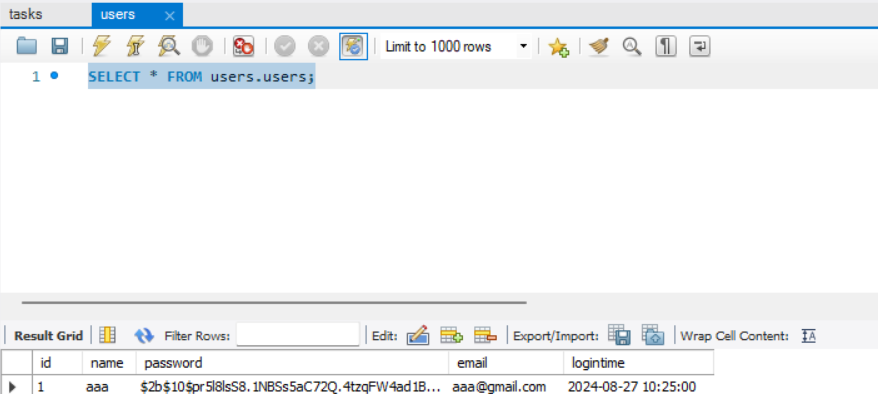 tasks users
Limit to 1000 rows
1 SELECT * FROM users.users;
Result Grid Filter Rows: Edit: Export/Import: Wrap Cell Content:
id name password email logintime
1 aaa $2b$10$pr5l8lsS8.1NBSs5aC72Q.4tzqFW4ad1B... aaa@gmail.com 2024-08-27 10:25:00